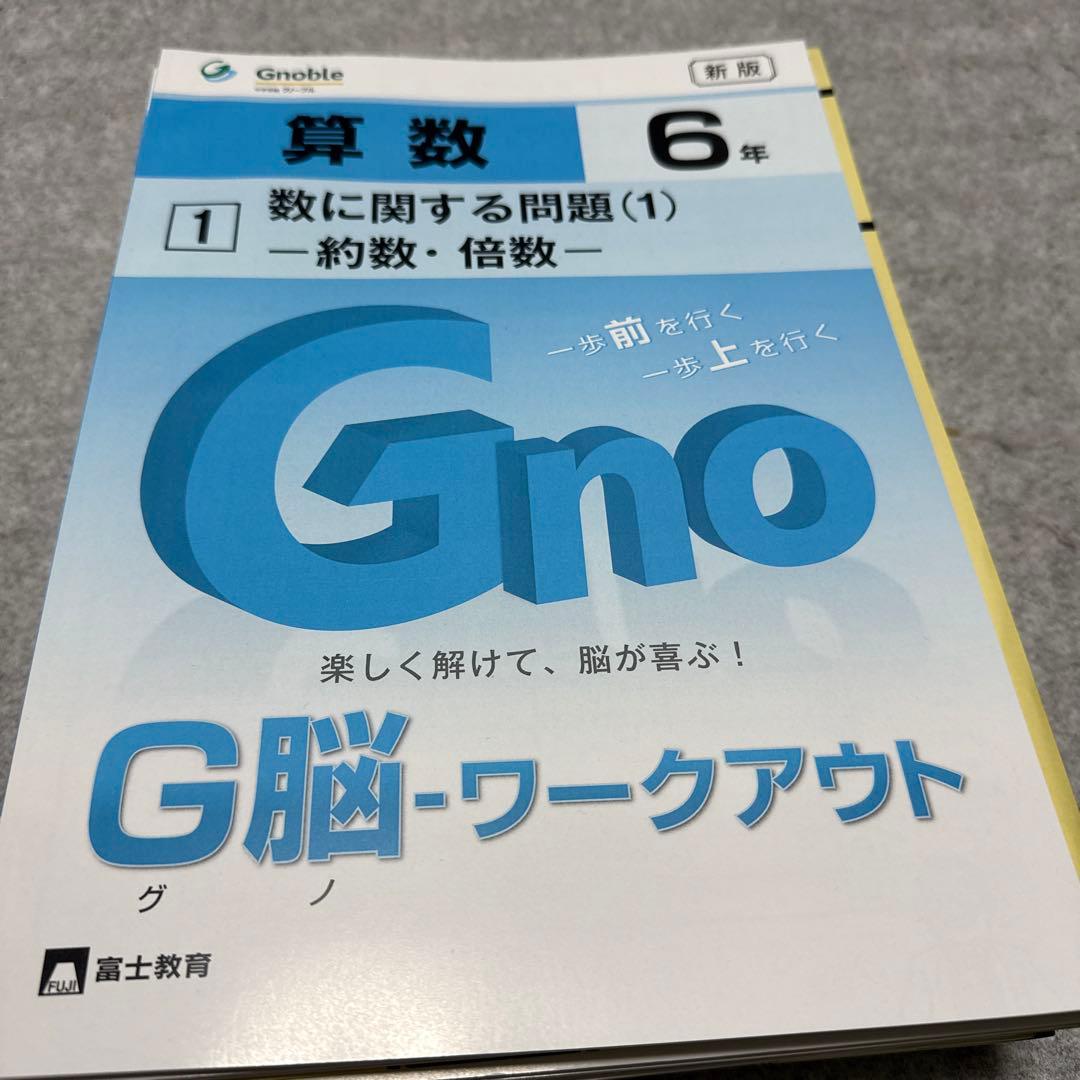 Gnoble
新版
算数 6年
1 数に関する問題(1)
－約数・倍数－
一歩前を行く
一歩上を行く
Gno
楽しく解けて、脳が喜ぶ!
G脳-ワークアウト
グ ノ
FUJI 富士教育